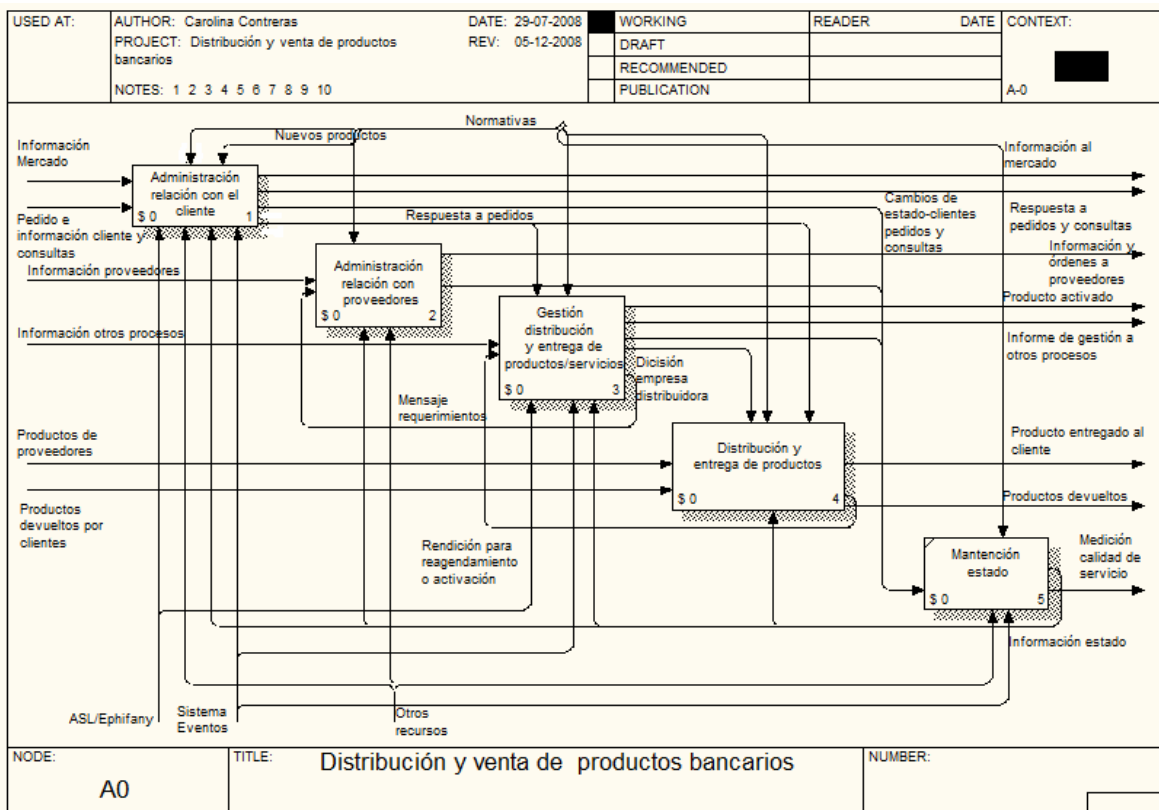 USED AT:
AUTHOR: Carolina Contreras
DATE: 29-07-2008
WORKING
READER
DATE
CONTEXT:
PROJECT: Distribución y venta de productos
bancarios
REV: 05-12-2008
DRAFT
RECOMMENDED
NOTES: 1 2 3 4 5 6 7 8 9 10
PUBLICATION
A-0
Normativas
Nuevos productos
Información
Mercado
Administración
relación con el
cliente
$ 0
1
Información al
mercado
Pedido e
información cliente y
consultas
Respuesta a pedidos
Cambios de
estado-clientes
pedidos y
consultas
Respuesta a
pedidos y consultas
Información proveedores
Administración
relación con
proveedores
$ 0
2
Información y
órdenes a
proveedores
Producto activado
Información otros procesos
Gestión
distribución
y entrega de
productos/servicios
$ 0
3
Informe de gestión a
otros procesos
Dicisión
empresa
distribuidora
Mensaje
requerimientos
Productos de
proveedores
Distribución y
entrega de productos
$ 0
4
Producto entregado al
cliente
Productos devueltos
Productos
devueltos por
clientes
Rendición para
reagendamiento
o activación
Mantención
estado
$ 0
5
Medición
calidad de
servicio
Información estado
ASL/Ephifany
Sistema
Eventos
Otros
recursos
NODE:
A0
TITLE:
Distribución y venta de productos bancarios
NUMBER: